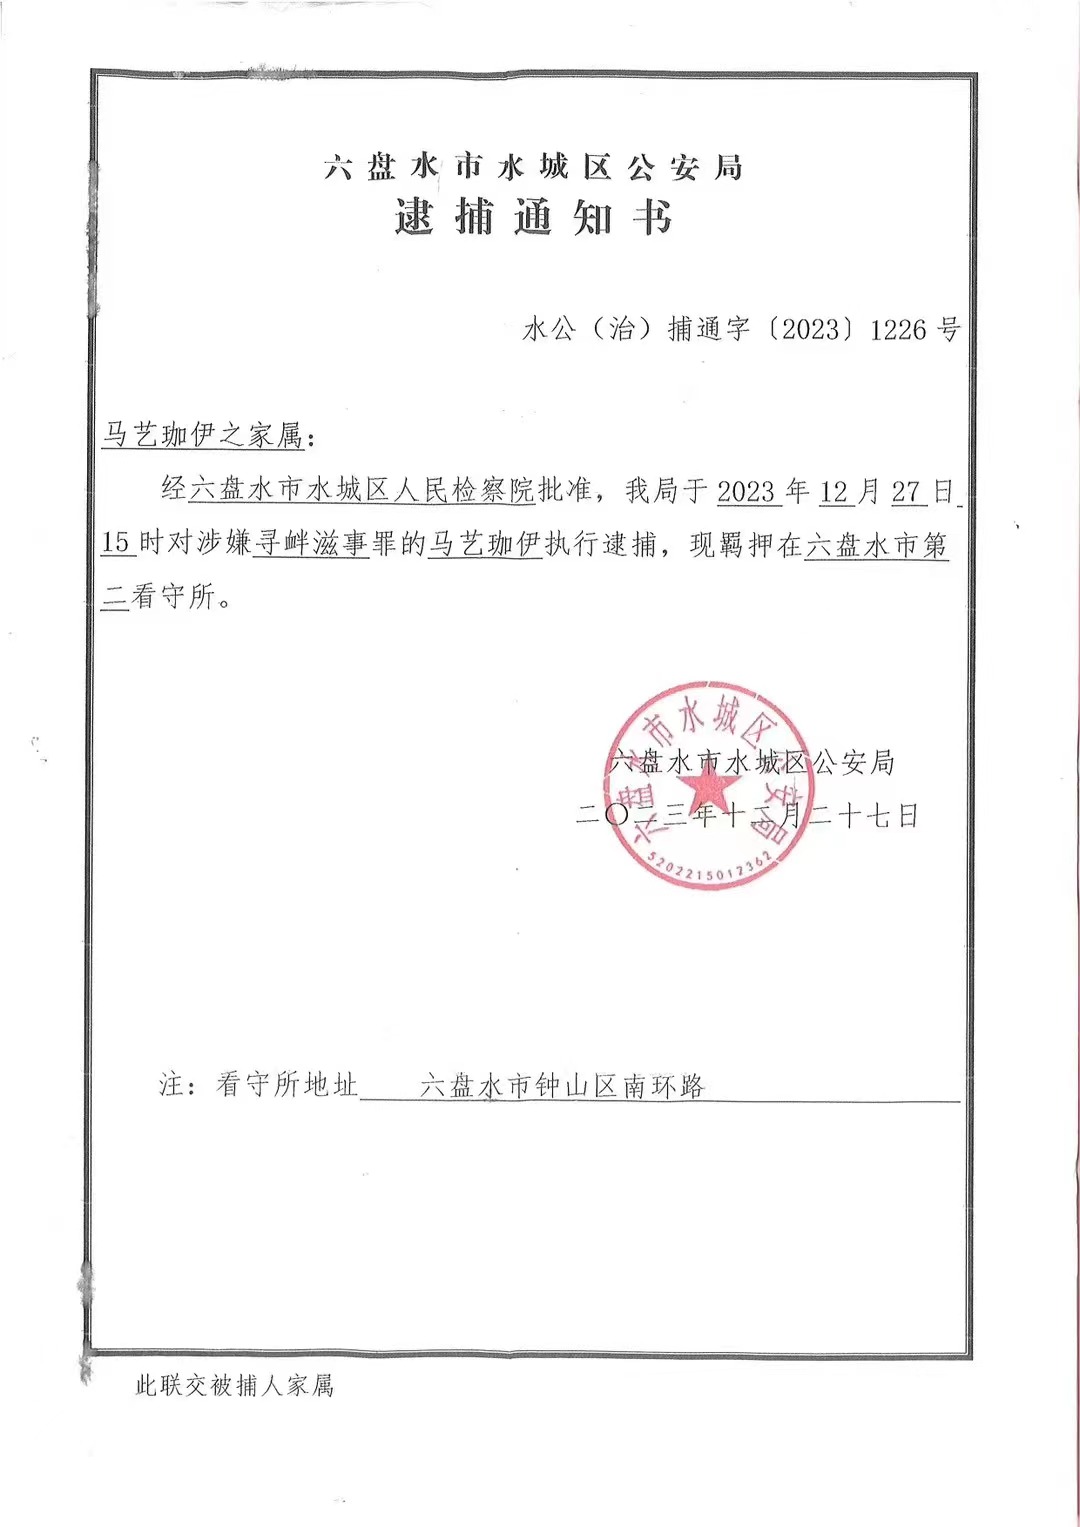 六盘水市水城区公安局
逮捕通知书
水公（治）捕通字〔2023〕1226号
马艺珈伊之家属：
经六盘水市水城区人民检察院批准，我局于2023年12月27日
15时对涉嫌寻衅滋事罪的马艺珈伊执行逮捕，现羁押在六盘水市第
二看守所。
六盘水市水城区公安局
5202215012362
六盘水市水城区公安局
二〇二三年十二月二十七日
注：看守所地址 六盘水市钟山区南环路
此联交被捕人家属